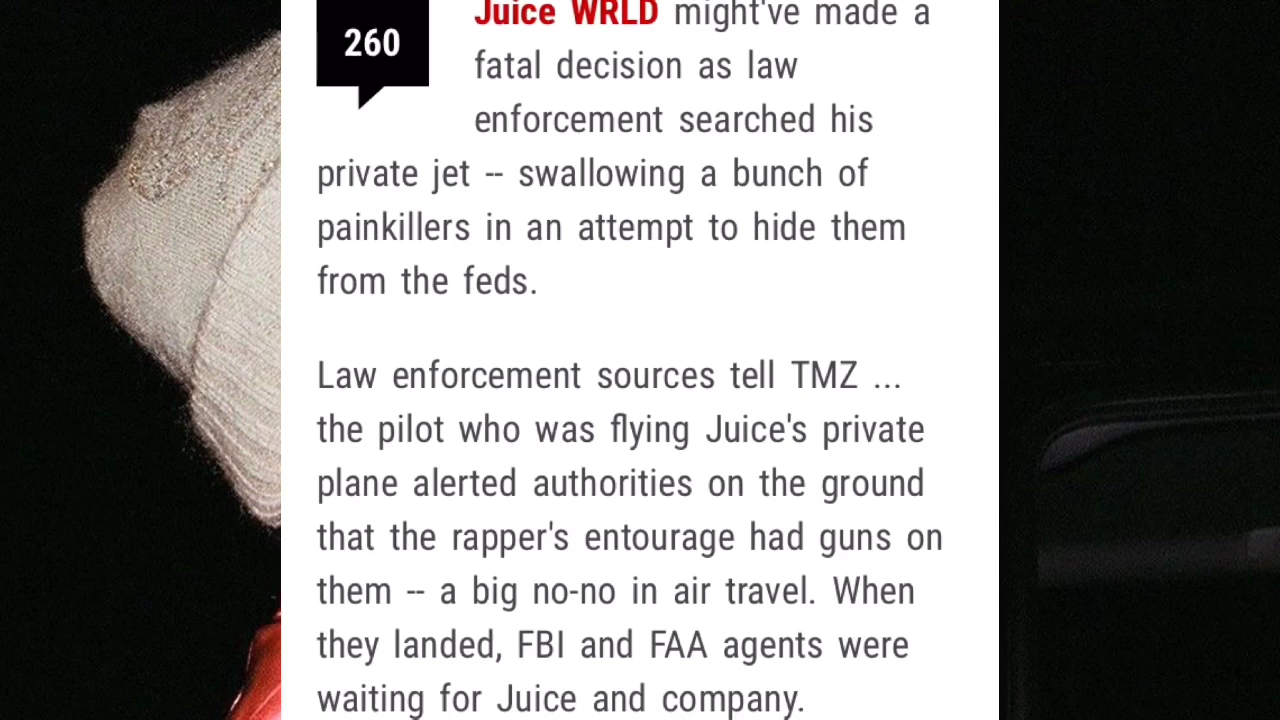 260
Juice WRLD might've made a
fatal decision as law
enforcement searched his
private jet -- swallowing a bunch of
painkillers in an attempt to hide them
from the feds.
Law enforcement sources tell TMZ ...
the pilot who was flying Juice's private
plane alerted authorities on the ground
that the rapper's entourage had guns on
them -- a big no-no in air travel. When
they landed, FBI and FAA agents were
waiting for Juice and company.